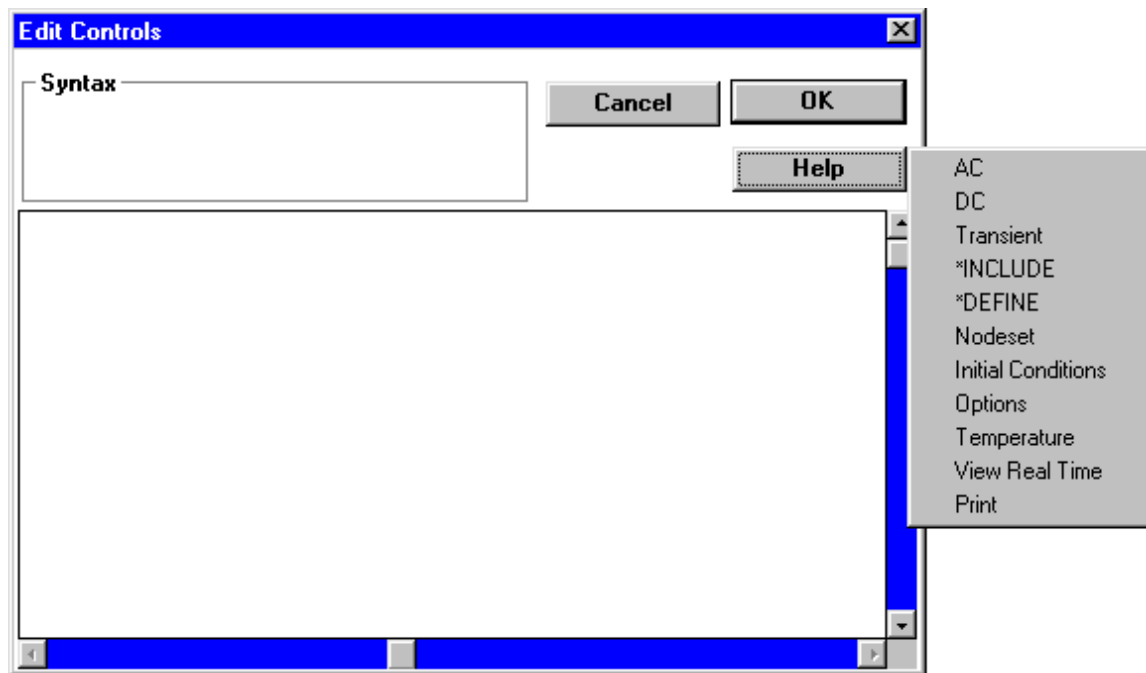 Edit Controls
Syntax
Cancel
OK
Help
AC
DC
Transient
*INCLUDE
*DEFINE
Nodeset
Initial Conditions
Options
Temperature
View Real Time
Print